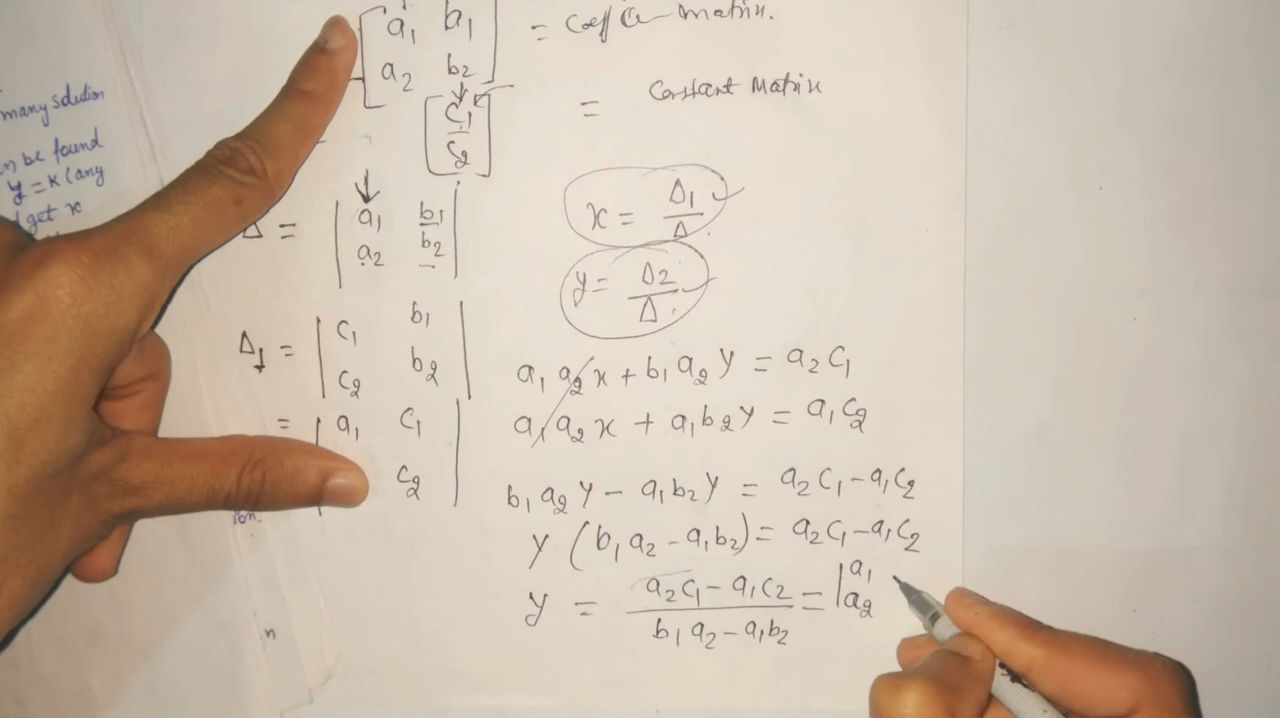 many solution
n be found
y = k (any
get x
ion.
n
[a₁ b₁
a₂ b₂] = coeff matrix.
[c₁
c₂] = Constant Matrix
Δ = |a₁ b₁
a₂ b₂|
x = Δ₁/Δ
y = Δ₂/Δ
Δ₁ = |c₁ b₁
c₂ b₂|
= |a₁ c₁
c₂|
a₁a₂x + b₁a₂y = a₂c₁
a₁a₂x + a₁b₂y = a₁c₂
b₁a₂y - a₁b₂y = a₂c₁ - a₁c₂
y (b₁a₂ - a₁b₂) = a₂c₁ - a₁c₂
y = (a₂c₁ - a₁c₂)/(b₁a₂ - a₁b₂) = |a₁
a₂